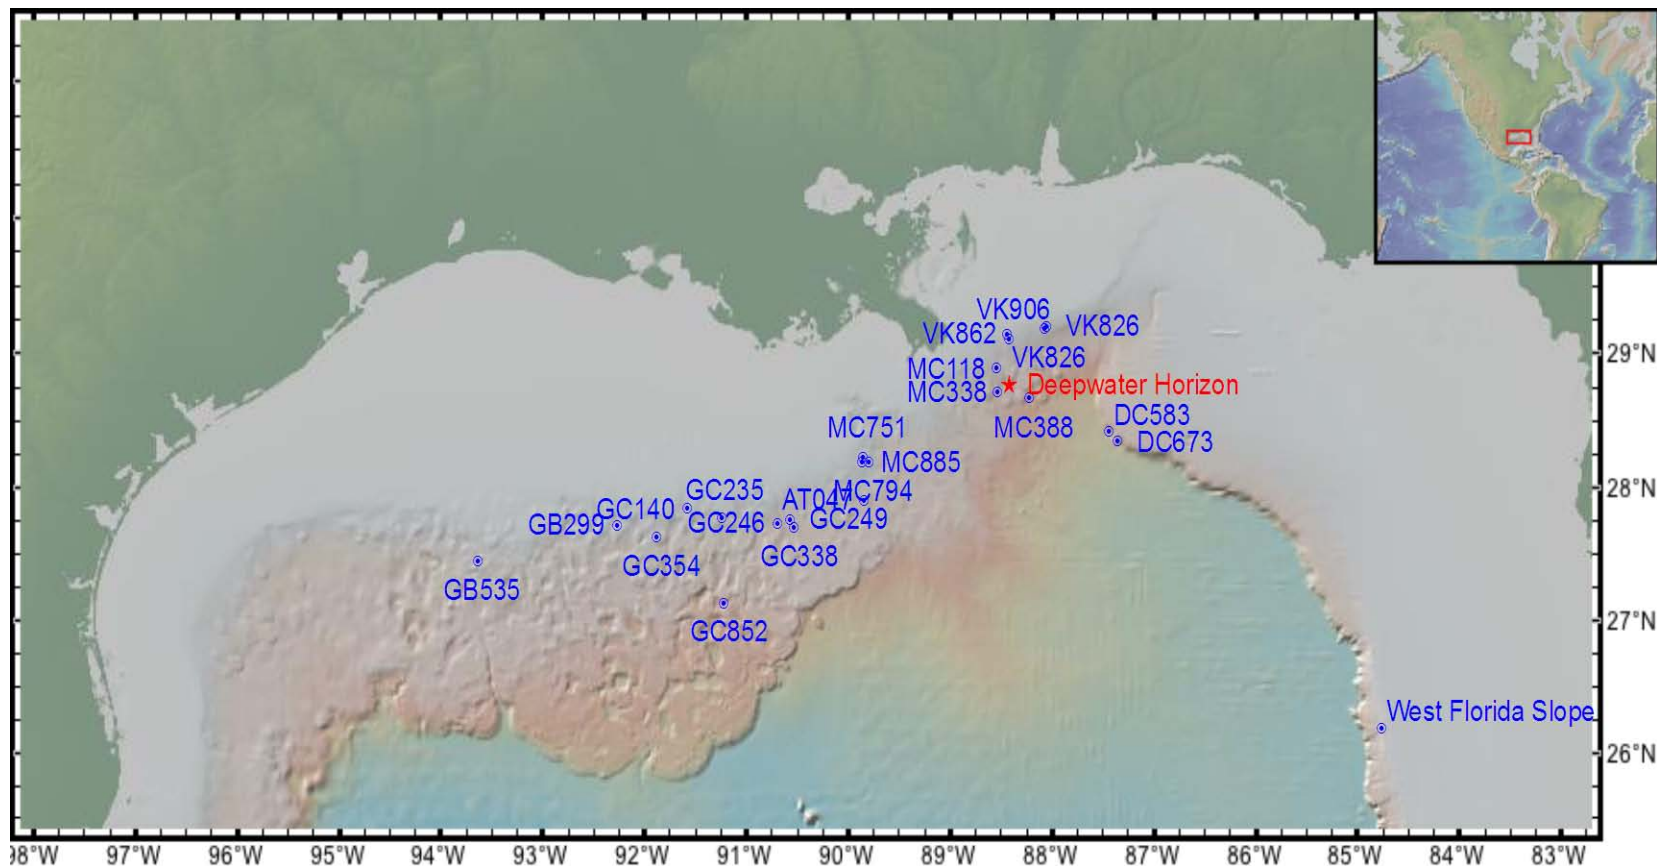 VK906
VK826
VK862
VK826
MC118
Deepwater Horizon
MC338
DC583
MC388
MC751
DC673
MC885
MC794
GC235
AT047
GC140
GC246
GC249
GB299
GC338
GC354
GB535
GC852
West Florida Slope
29°N
28°N
27°N
26°N
98°W 97°W 96°W 95°W 94°W 93°W 92°W 91°W 90°W 89°W 88°W 87°W 86°W 85°W 84°W 83°W